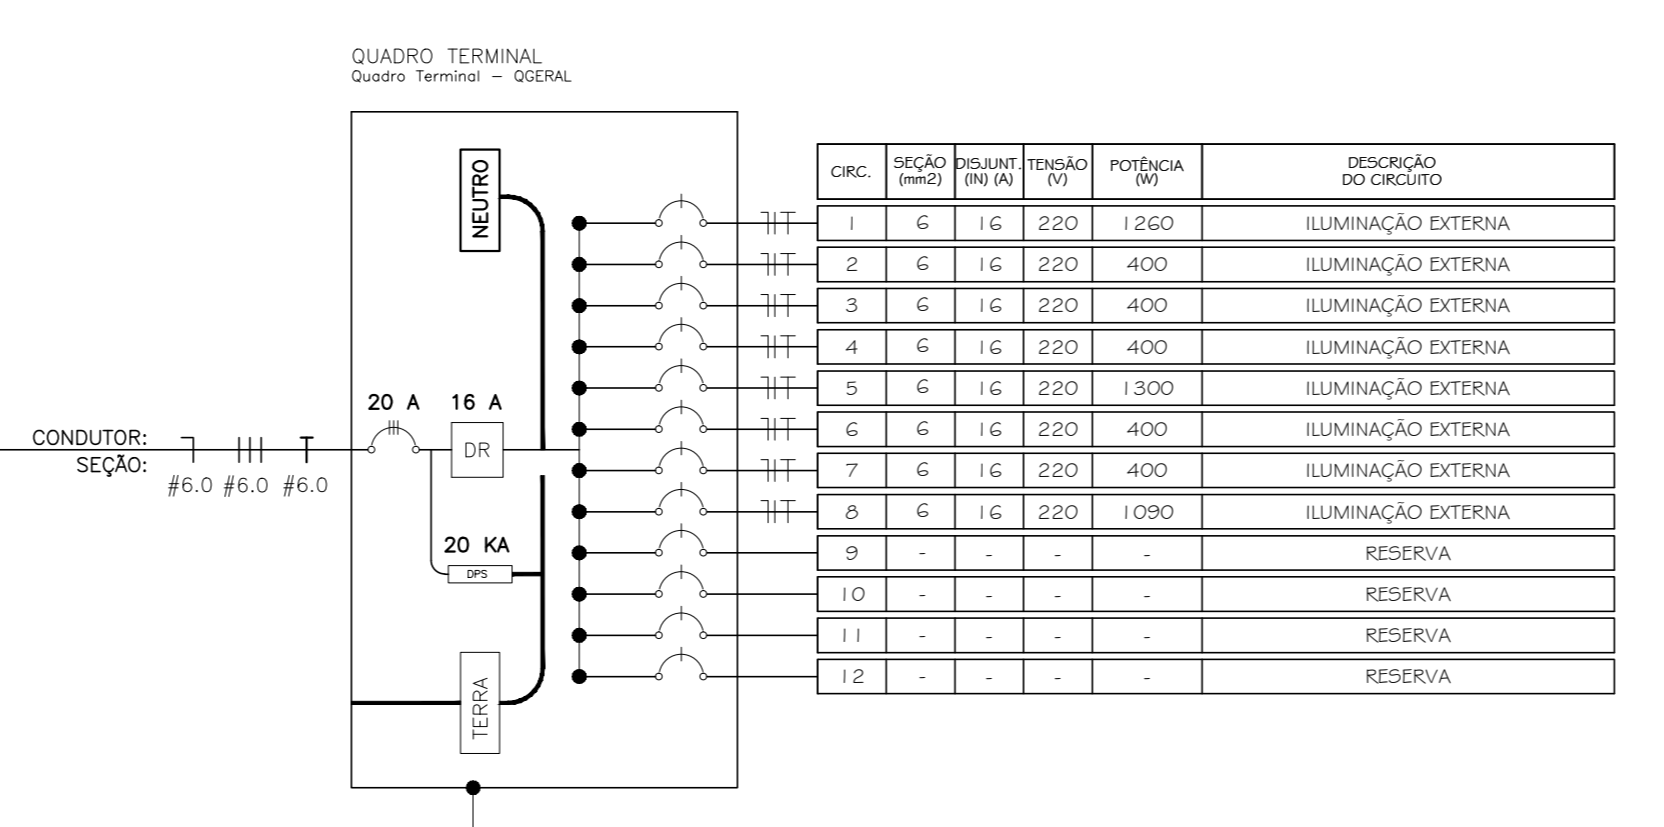 QUADRO TERMINAL
Quadro Terminal – QGERAL
NEUTRO
20 A 16 A
CONDUTOR:
SEÇÃO:
#6.0 #6.0 #6.0
DR
20 KA
DPS
TERRA
CIRC. SEÇÃO (mm2) DISJUNT. (IN) (A) TENSÃO (V) POTÊNCIA (W) DESCRIÇÃO DO CIRCUITO
1 6 16 220 1260 ILUMINAÇÃO EXTERNA
2 6 16 220 400 ILUMINAÇÃO EXTERNA
3 6 16 220 400 ILUMINAÇÃO EXTERNA
4 6 16 220 400 ILUMINAÇÃO EXTERNA
5 6 16 220 1300 ILUMINAÇÃO EXTERNA
6 6 16 220 400 ILUMINAÇÃO EXTERNA
7 6 16 220 400 ILUMINAÇÃO EXTERNA
8 6 16 220 1090 ILUMINAÇÃO EXTERNA
9 - - - - RESERVA
10 - - - - RESERVA
11 - - - - RESERVA
12 - - - - RESERVA